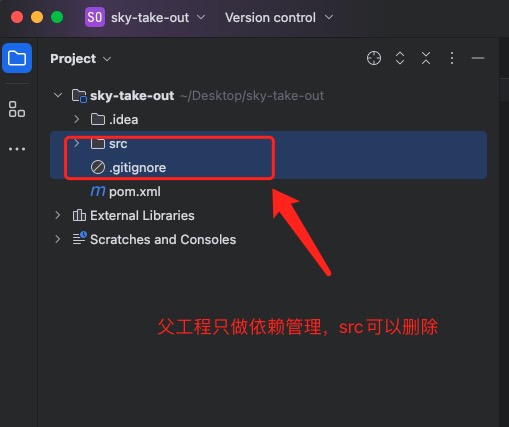 SO sky-take-out Version control
Project
sky-take-out ~/Desktop/sky-take-out
.idea
src
.gitignore
m pom.xml
External Libraries
Scratches and Consoles
父工程只做依赖管理，src可以删除